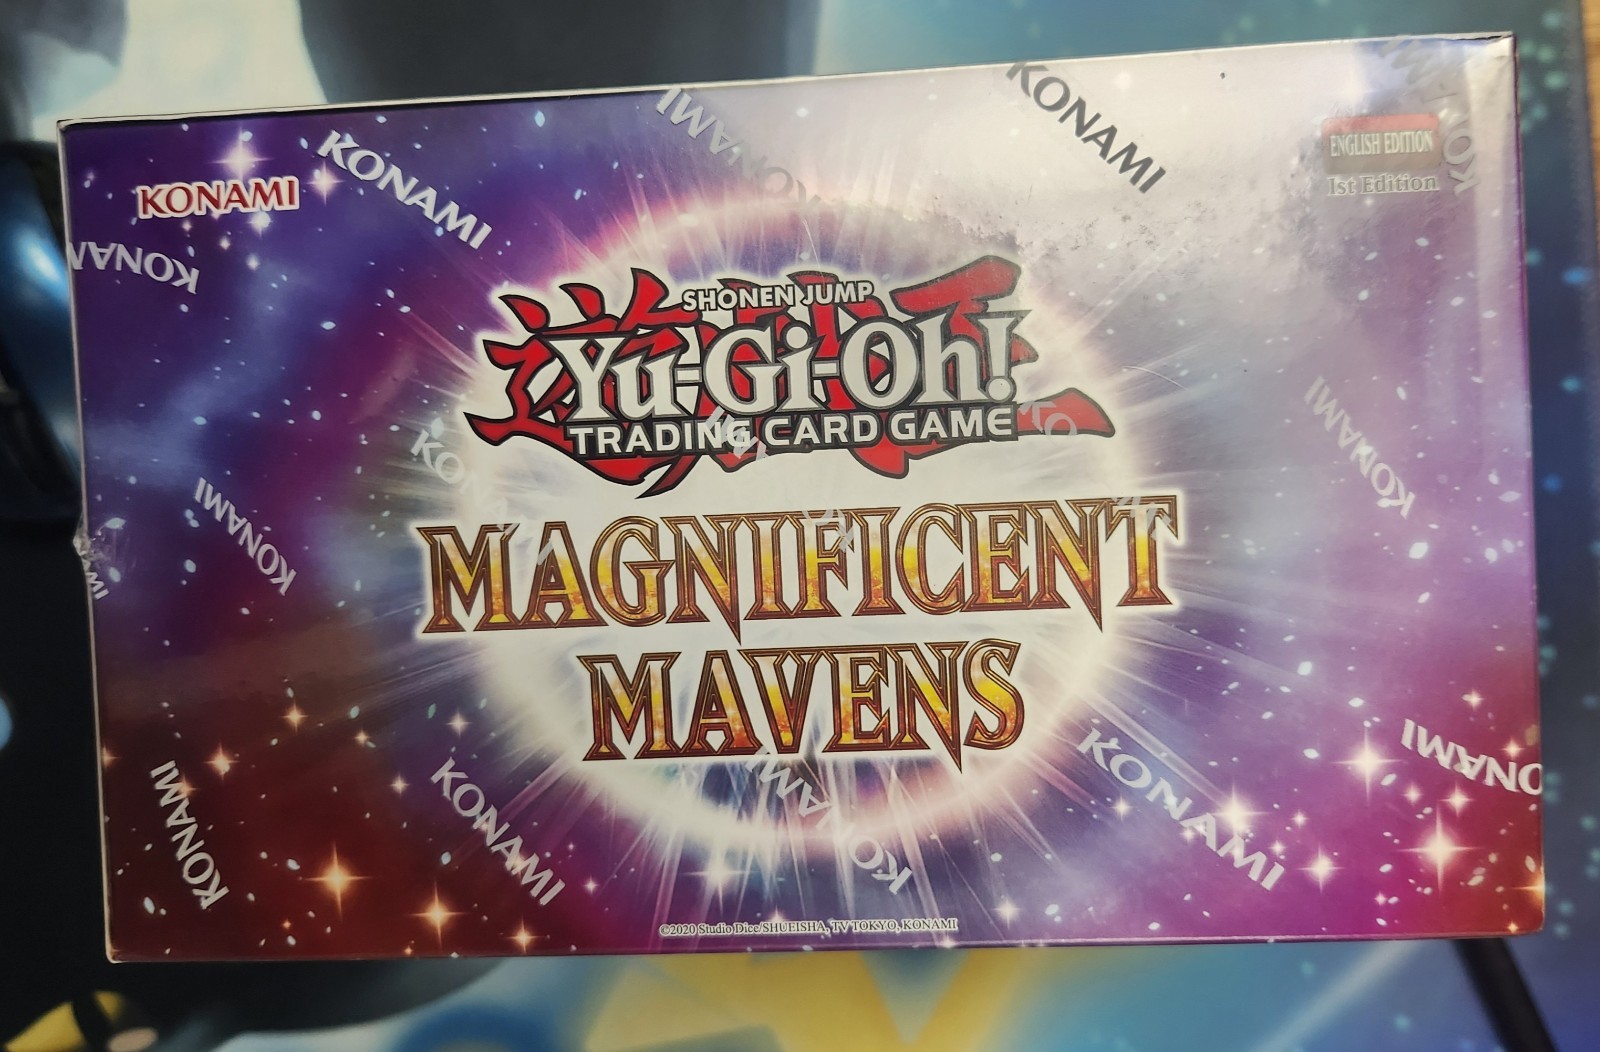 KONAMI
KONAMI
KONAMI
KONAMI
ENGLISH EDITION
1st Edition
KONAMI
SHONEN JUMP
Yu-Gi-Oh!
TRADING CARD GAME
KONAMI
KONAMI
MAGNIFICENT
MAVENS
KONAMI
KONAMI
KONAMI
KONAMI
KONAMI
KONAMI
©2020 Studio Dice/SHUEISHA, TV TOKYO, KONAMI